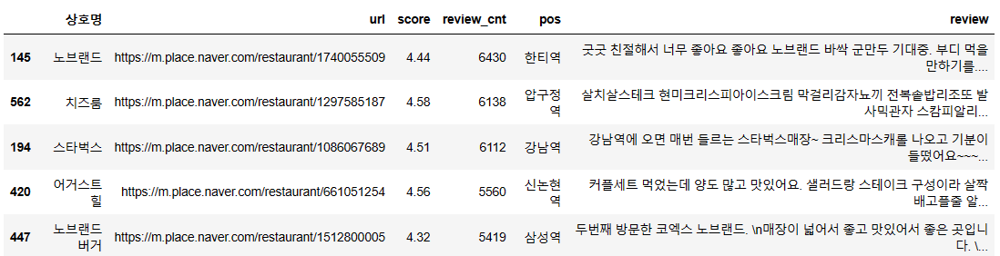 상호명 url score review_cnt pos review
145 노브랜드 https://m.place.naver.com/restaurant/1740055509 4.44 6430 한티역 굿굿 친절해서 너무 좋아요 좋아요 노브랜드 바싹 군만두 기대중. 부디 먹을
만하기를....
562 치즈룸 https://m.place.naver.com/restaurant/1297585187 4.58 6138 압구정 살치살스테크 현미크리스피아이스크림 막걸리감자뇨끼 전복솥밥리조또 발
역 사믹관자 스캄피알리...
194 스타벅스 https://m.place.naver.com/restaurant/1086067689 4.51 6112 강남역 강남역에 오면 매번 들르는 스타벅스매장~ 크리스마스캐롤 나오고 기분이
들떴어요~~~...
420 어거스트 https://m.place.naver.com/restaurant/661051254 4.56 5560 신논현 커플세트 먹었는데 양도 많고 맛있어요. 샐러드랑 스테이크 구성이라 살짝
힐 역 배고플줄 알...
447 노브랜드 https://m.place.naver.com/restaurant/1512800005 4.32 5419 삼성역 두번째 방문한 코엑스 노브랜드. \n매장이 넓어서 좋고 맛있어서 좋은 곳입니
버거 다. \...